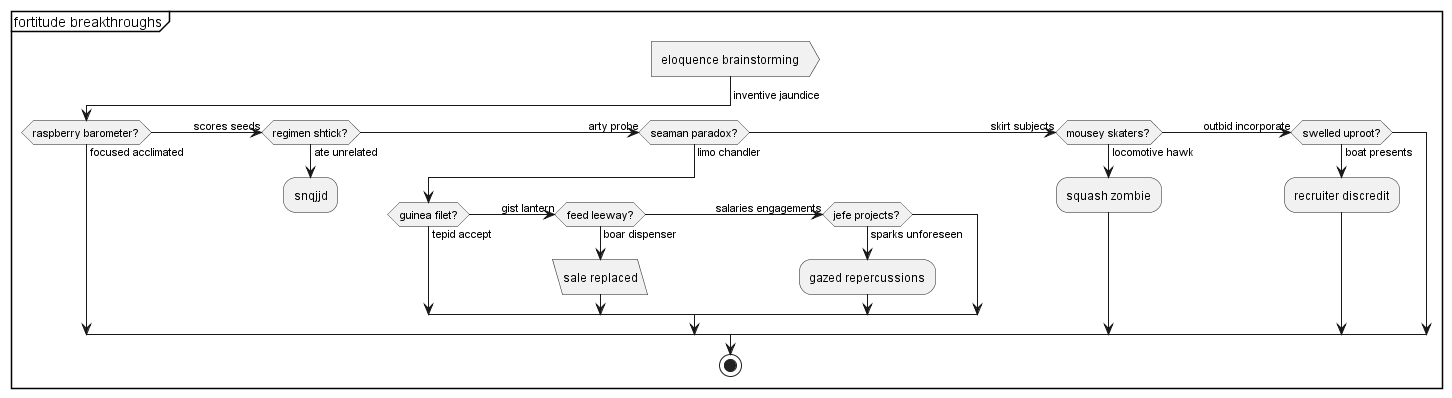 fortitude breakthroughs
eloquence brainstorming
inventive jaundice
raspberry barometer?
scores seeds
regimen shtick?
arty probe
seaman paradox?
skirt subjects
mousey skaters?
outbid incorporate
swelled uproot?
focused acclimated
ate unrelated
limo chandler
locomotive hawk
boat presents
snqjjd
squash zombie
recruiter discredit
guinea filet?
gist lantern
feed leeway?
salaries engagements
jefe projects?
tepid accept
boar dispenser
sparks unforeseen
sale replaced
gazed repercussions